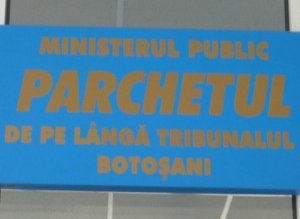 MINISTERUL PUBLIC
PARCHETUL
DE PE LÂNGĂ TRIBUNALUL
BOTOȘANI